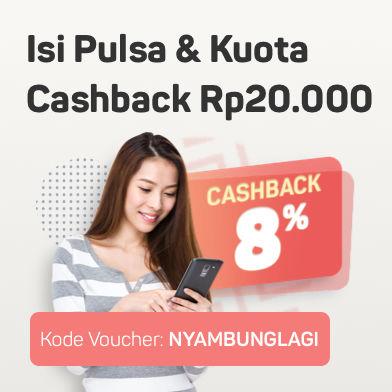 Isi Pulsa & Kuota
Cashback Rp20.000
CASHBACK
8%
Kode Voucher: NYAMBUNGLAGI